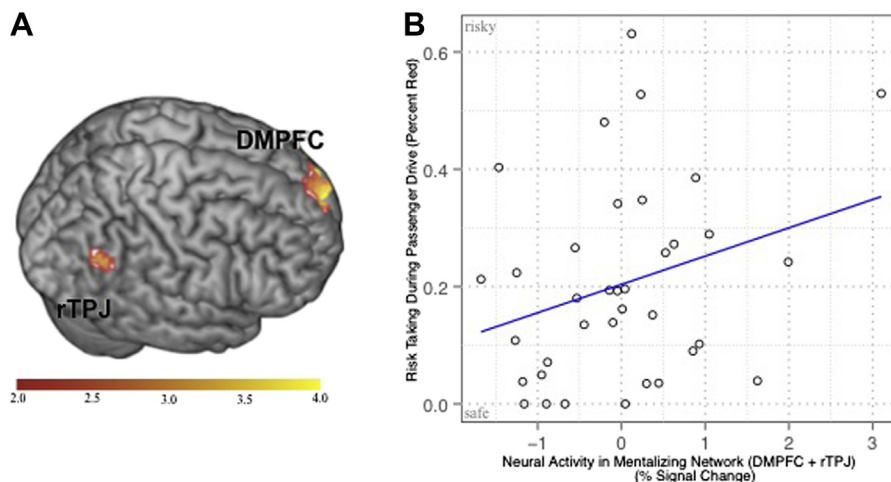 A
DMPFC
rTPJ
2.0 2.5 3.0 3.5 4.0
B
Risk Taking During Passenger Drive (Percent Red)
risky
0.6
0.4
0.2
0.0
safe
−1 0 1 2 3
Neural Activity in Mentalizing Network (DMPFC + rTPJ)
(% Signal Change)